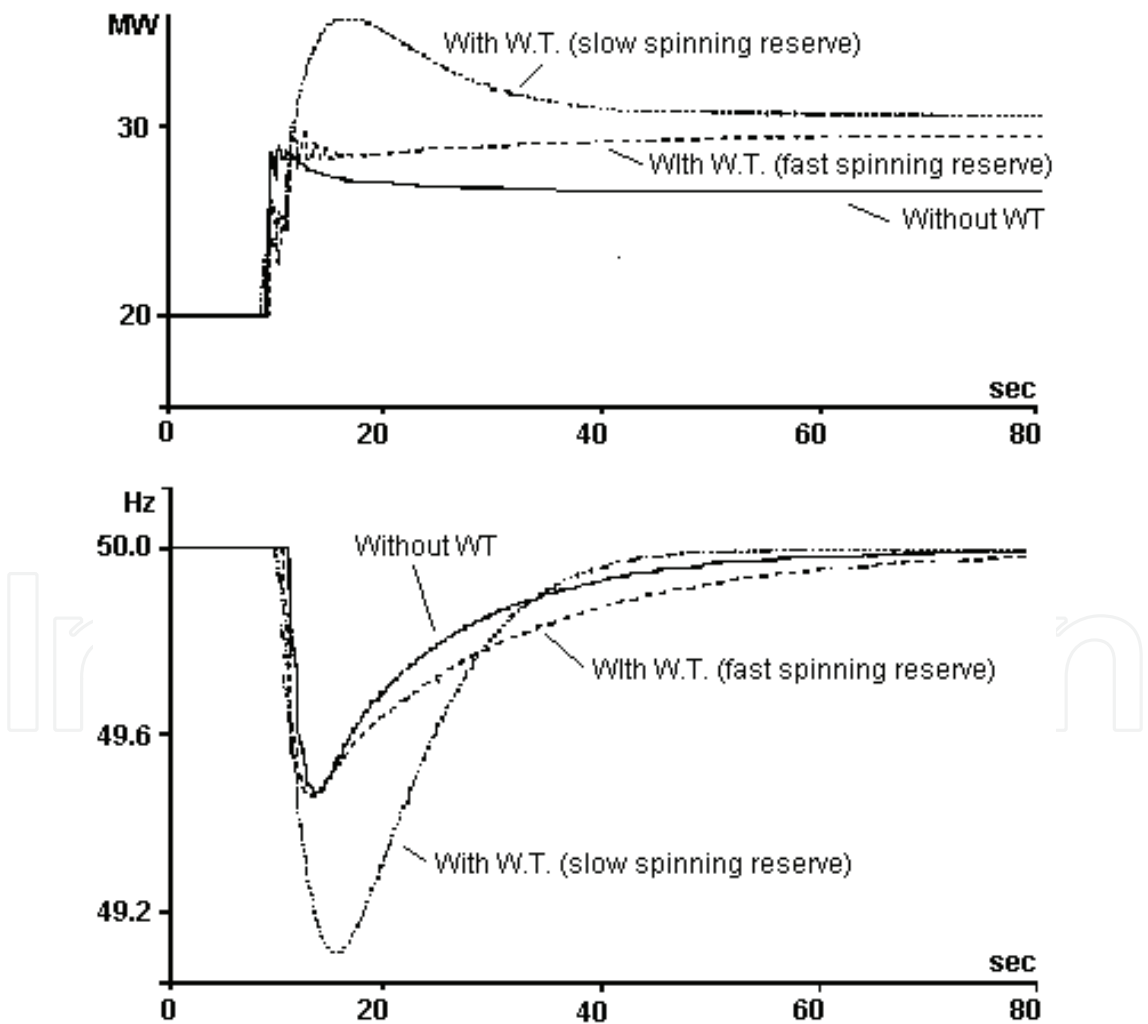 MW
With W.T. (slow spinning reserve)
30
WIth W.T. (fast spinning reserve)
Without WT
20
sec
0 20 40 60 80
Hz
50.0
Without WT
WIth W.T. (fast spinning reserve)
49.6
With W.T. (slow spinning reserve)
49.2
sec
0 20 40 60 80